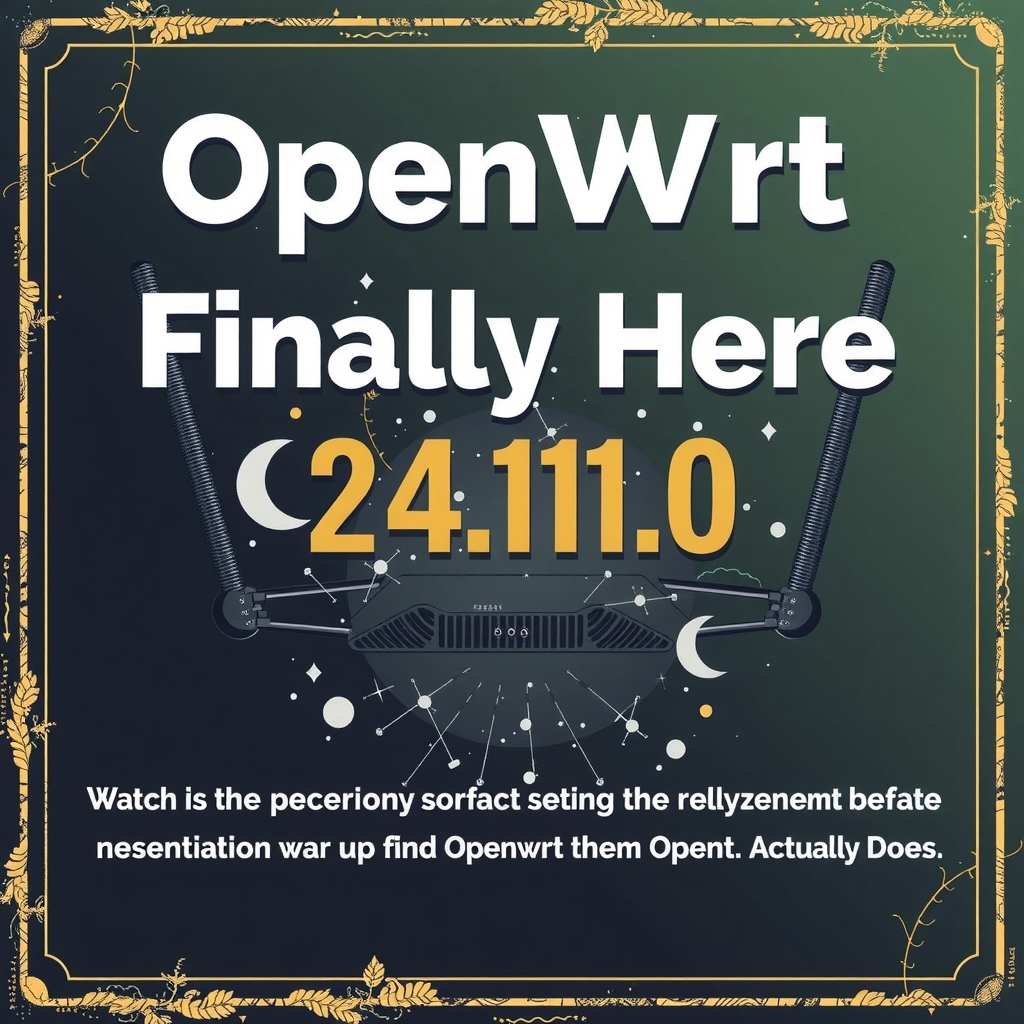 OpenWrt
Finally Here
24.111.0
Watch is the peceriony sorfact seting the rellyzenemt befate
nesentiation war up find Openwrt them Opent. Actually Does.